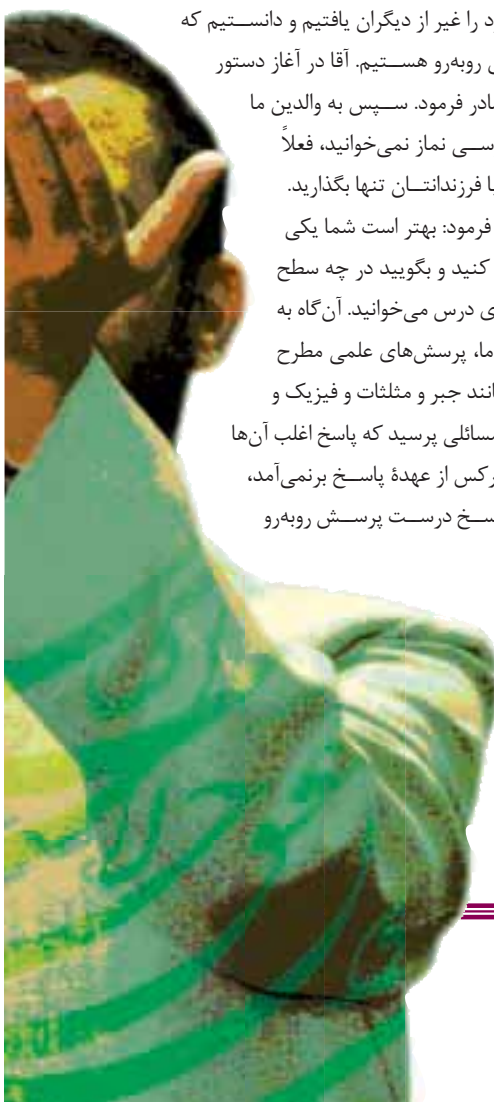 د را غیر از دیگران یافتیم و دانستیم که
ی روبه‌رو هستیم. آقا در آغاز دستور
ادر فرمود. سپس به والدین ما
سی نماز نمی‌خوانید، فعلاً
ا فرزندانتان تنها بگذارید.
فرمود: بهتر است شما یکی
کنید و بگویید در چه سطح
ی درس می‌خوانید. آن‌گاه به
ما، پرسش‌های علمی مطرح
انند جبر و مثلثات و فیزیک و
سائلی پرسید که پاسخ اغلب آن‌ها
رکس از عهدهٔ پاسخ برنمی‌آمد،
سخ درست پرسش روبه‌رو